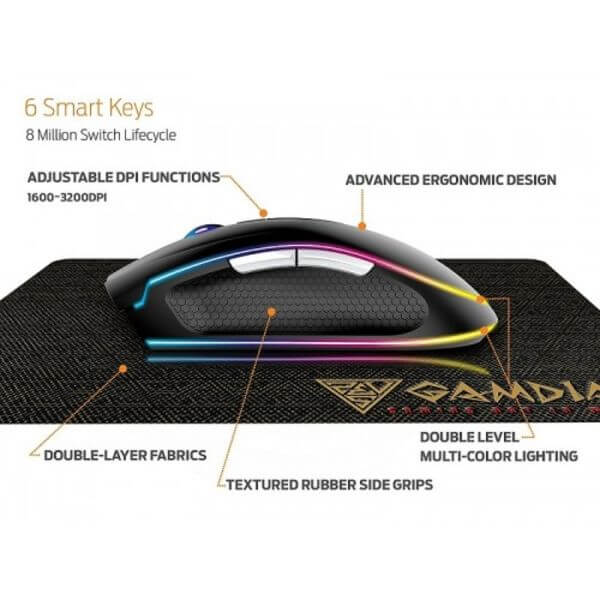 6 Smart Keys
8 Million Switch Lifecycle
ADJUSTABLE DPI FUNCTIONS
1600~3200DPI
ADVANCED ERGONOMIC DESIGN
GAMDIA
DOUBLE LEVEL
MULTI-COLOR LIGHTING
DOUBLE-LAYER FABRICS
TEXTURED RUBBER SIDE GRIPS